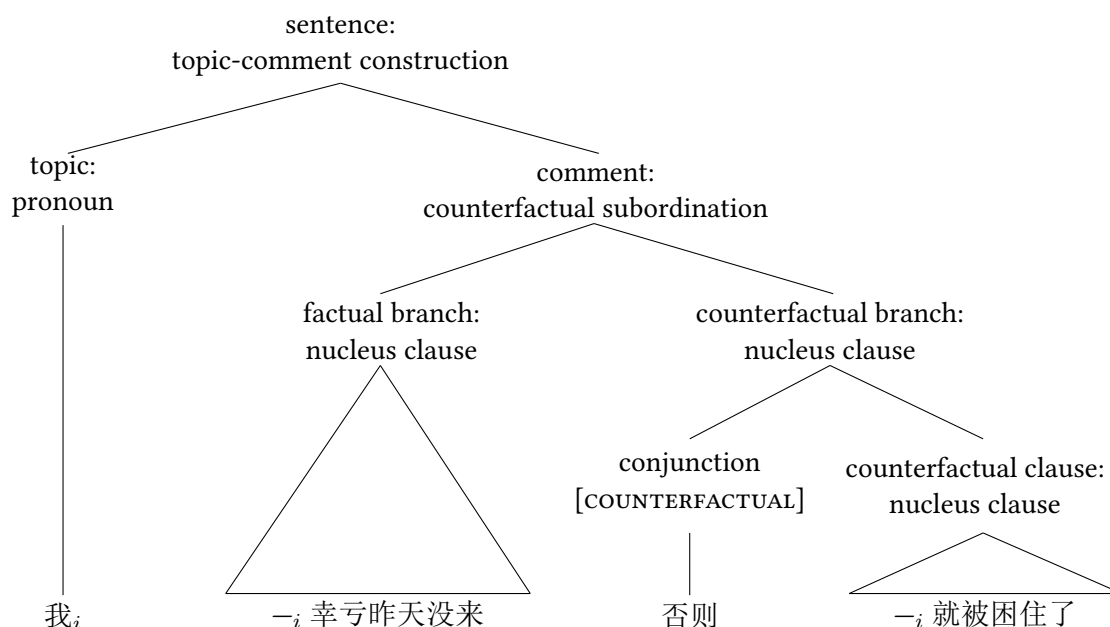 sentence:
topic-comment construction
topic:
pronoun
comment:
counterfactual subordination
factual branch:
nucleus clause
counterfactual branch:
nucleus clause
conjunction
[COUNTERFACTUAL]
counterfactual clause:
nucleus clause
我i –i 幸亏昨天没来 否则 –i 就被困住了